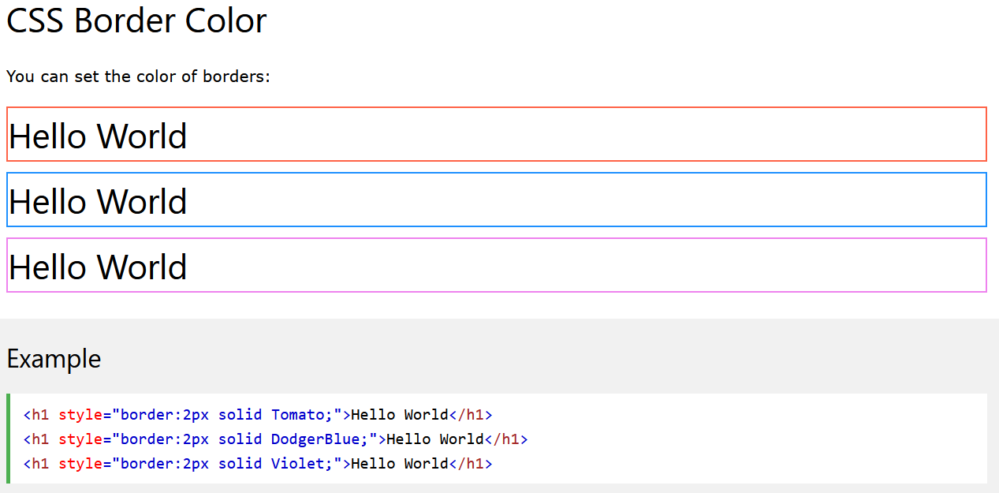 CSS Border Color
You can set the color of borders:
Hello World
Hello World
Hello World
Example
<h1 style="border:2px solid Tomato;">Hello World</h1>
<h1 style="border:2px solid DodgerBlue;">Hello World</h1>
<h1 style="border:2px solid Violet;">Hello World</h1>